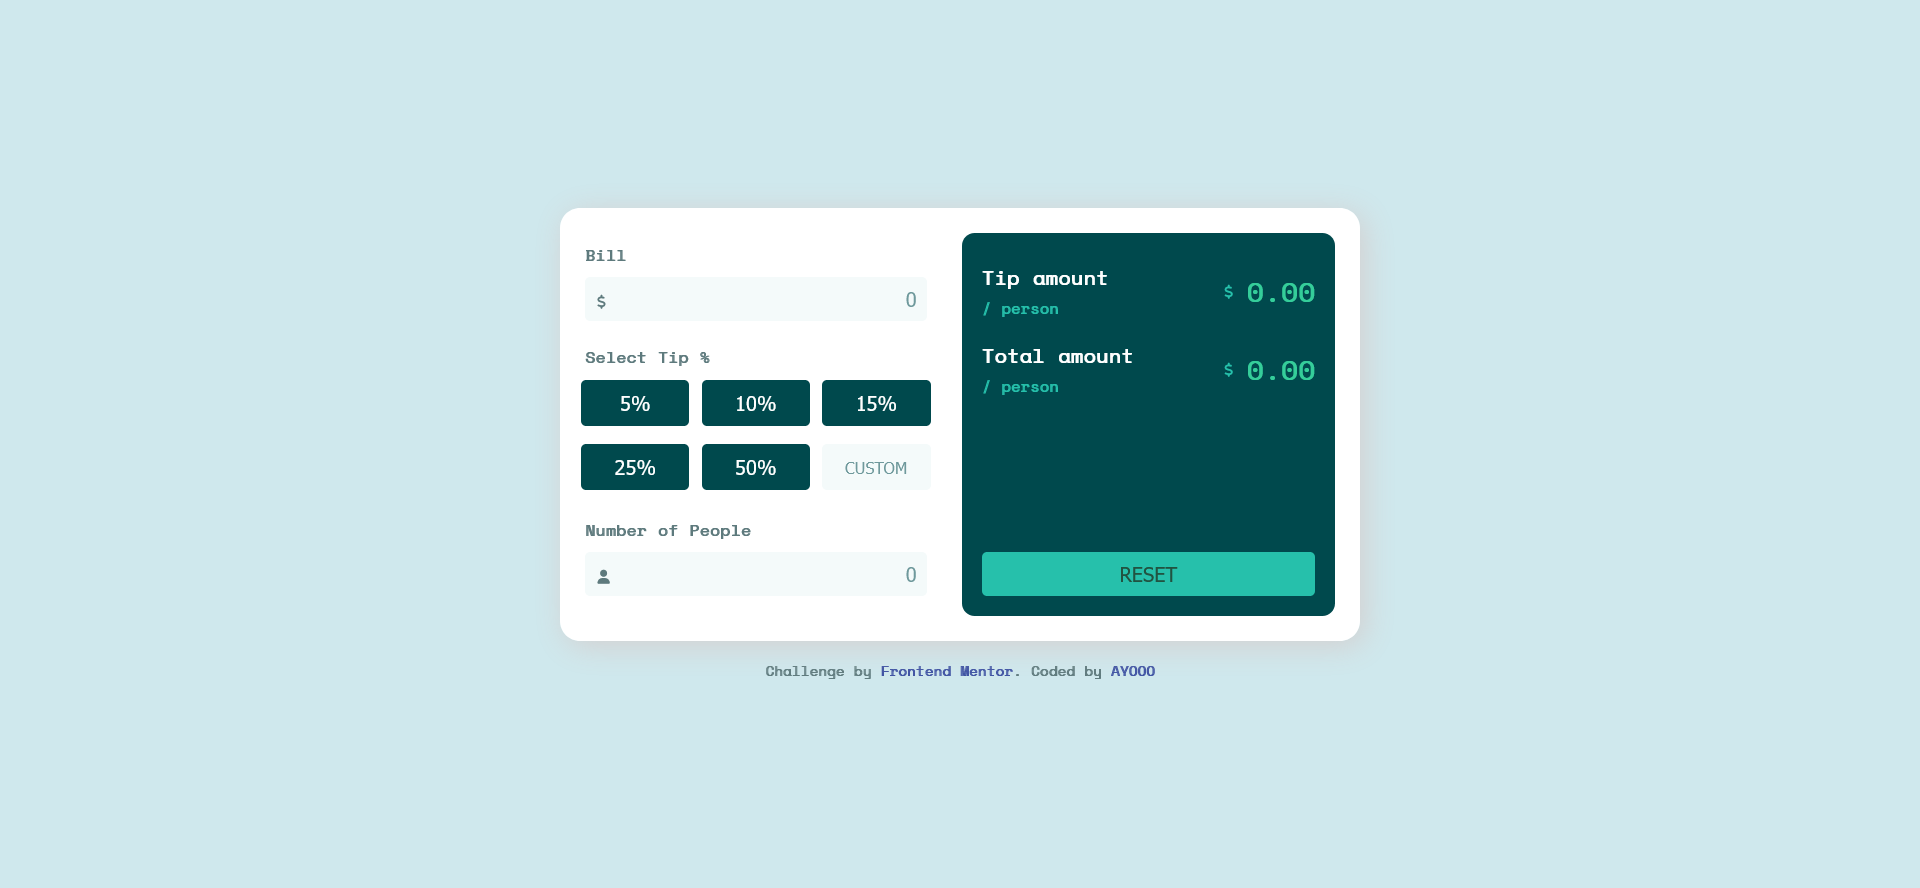 Bill
$ 0
Select Tip %
5% 10% 15%
25% 50% CUSTOM
Number of People
0
Tip amount
/ person
$ 0.00
Total amount
/ person
$ 0.00
RESET
Challenge by Frontend Mentor. Coded by AYOOO